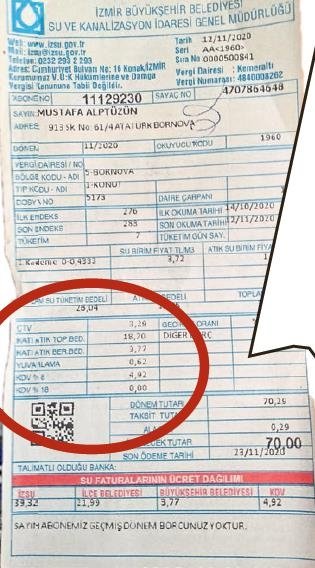 İZMİR BÜYÜKŞEHİR BELEDİYESİ
SU VE KANALİZASYON İDARESİ GENEL MÜDÜRLÜĞÜ
Web: www.izsu.gov.tr
Mail: izsu@izsu.gov.tr
Telefon: 0232 293 2 293
Adres: Cumhuriyet Bulvarı No: 16 Konak,İZMİR
Kurumumuz V.U.K Hükümlerine ve Damga
Vergisi Kanununa Tabii Değildir.
Tarih 12/11/2020
Seri AA<1960>
Sıra No 0000500841
Vergi Dairesi : Kemeraltı
Vergi Numarası: 4840008202
ABONE NO 11129230 SAYAÇ NO 4707864648
SAYIN: MUSTAFA ALPTÜZÜN
ADRES 913 SK No: 61/4 ATATÜRK BORNOVA
DÖNEM 11/2020 OKUYUCU KODU 1960
VERGİ DAİRESİ / NO
BÖLGE KODU - ADI 5-BORNOVA
TİP KODU - ADI 1-KONUT
DOSYA NO 5173 DAİRE ÇARPANI
İLK ENDEKS 276 İLK OKUMA TARİHİ 14/10/2020
SON ENDEKS 283 SON OKUMA TARİHİ 12/11/2020
TÜKETİM 7 TÜKETİM GÜN SAY.
SU BİRİM FİYATI LM3 ATIK SU BİRİM FİYA
1.Kademe 0-0,4333 3,72
SU TÜKETİM BEDELİ BEDELİ TOPLA
26,04
ÇTV 3,29 ORANI
KATI ATIK TOP.BED. 18,70 DİĞER BORÇ
KATI ATIK BER.BED. 3,77
YUVARLAMA 0,62
KDV % 8 4,92
KDV % 18 0,00
DÖNEM TUTARI 70,29
TAKSİT TUTARI
0,29
TUTAR 70,00
SON ÖDEME TARİHİ 23/11/2020
TALİMATLI OLDUĞU BANKA:
SU FATURALARININ ÜCRET DAĞILIMI
İZSU İLÇE BELEDİYESİ BÜYÜKŞEHİR BELEDİYESİ KDV
39,32 21,99 3,77 4,92
SAYIN ABONEMİZ GEÇMİŞ DÖNEM BORCUNUZ YOKTUR.